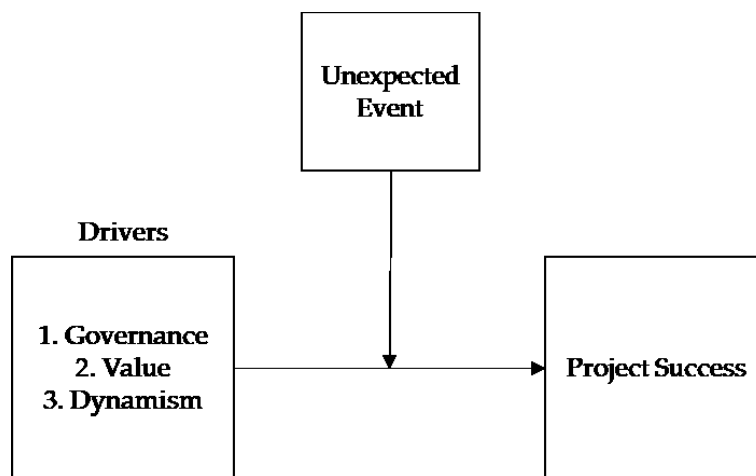 Unexpected
Event
Drivers
1. Governance
2. Value
3. Dynamism
Project Success